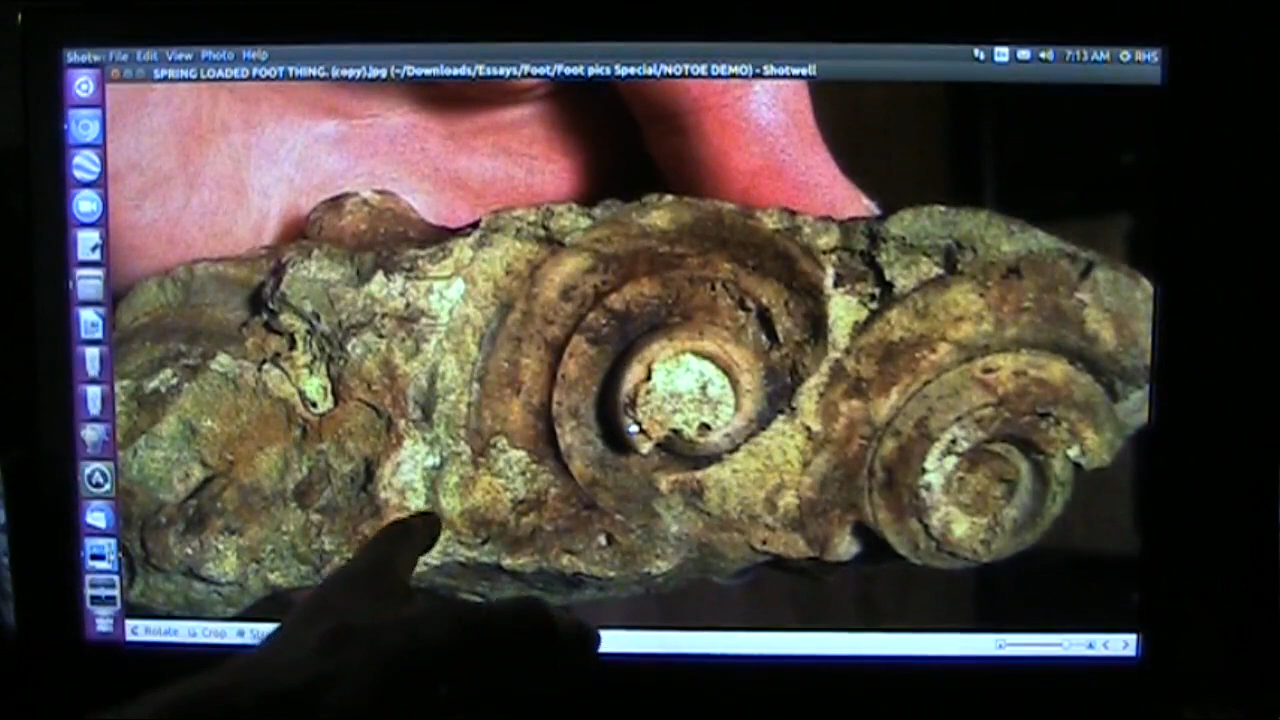 Shotw File Edit View Photo Help
7:13 AM RHS
SPRING LOADED FOOT THING. (copy).jpg (~/Downloads/Essays/Foot/Foot pics Special/NOTOE DEMO) - Shotwell
Rotate Crop